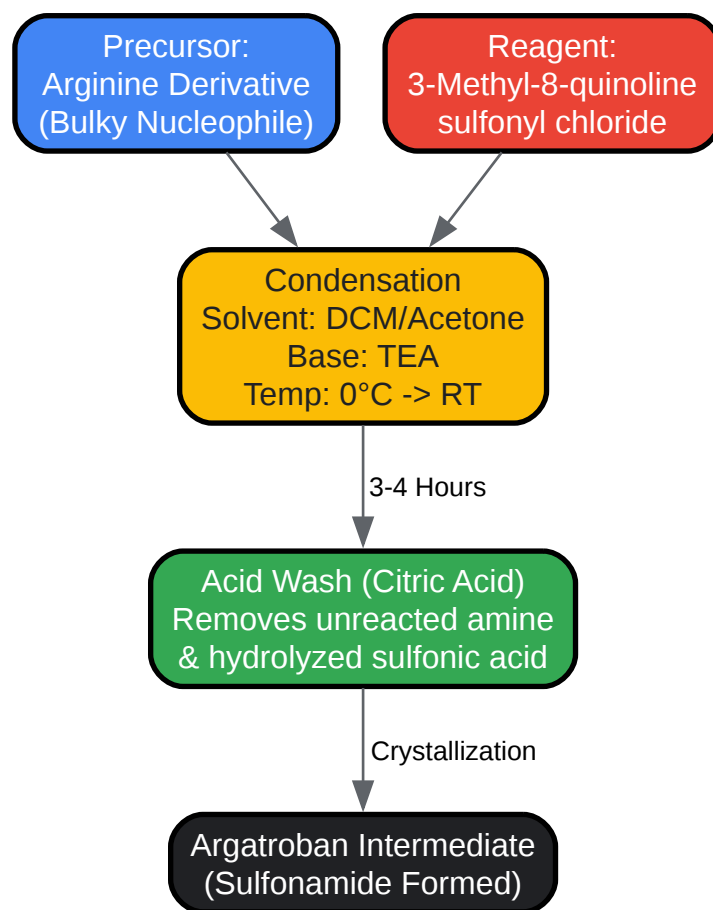 Precursor:
Arginine Derivative
(Bulky Nucleophile)
Reagent:
3-Methyl-8-quinoline
sulfonyl chloride
Condensation
Solvent: DCM/Acetone
Base: TEA
Temp: 0°C -> RT
3-4 Hours
Acid Wash (Citric Acid)
Removes unreacted amine
& hydrolyzed sulfonic acid
Crystallization
Argatroban Intermediate
(Sulfonamide Formed)